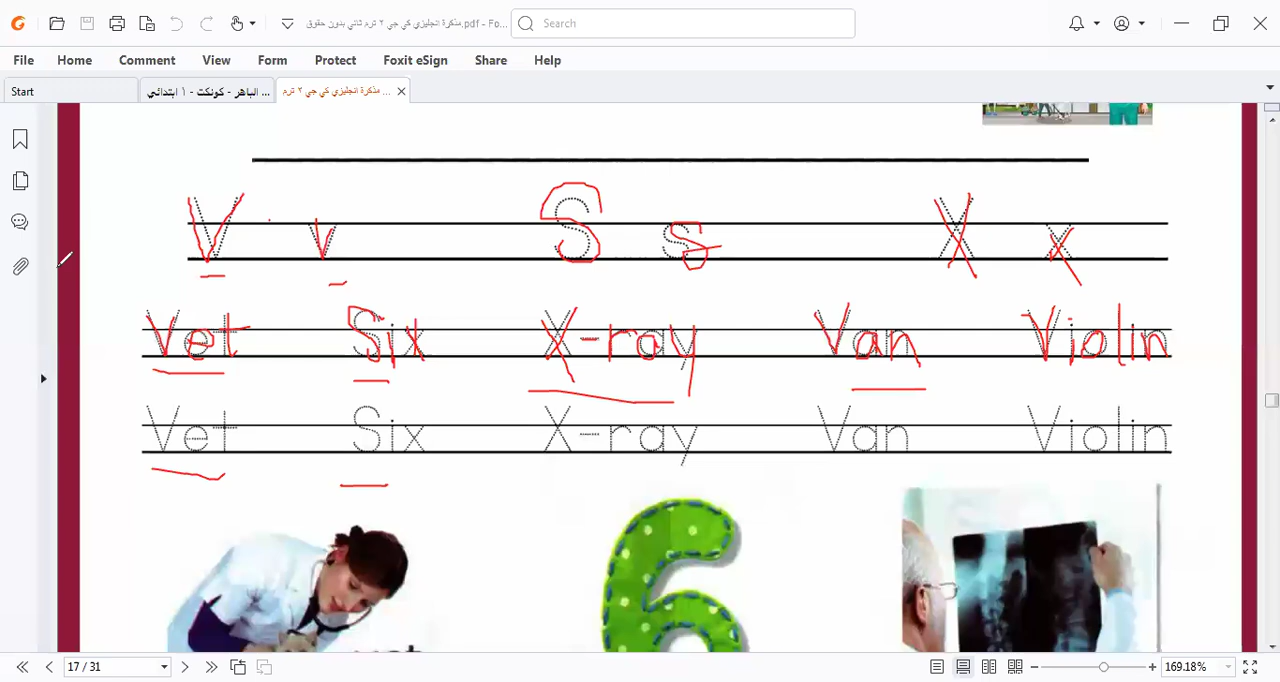 مذكرة انجليزي كي جي ٢ ترم ثاني بدون حقوق.pdf - Fox...
Search
File Home Comment View Form Protect Foxit eSign Share Help
Start
... الباهر - كونكت - ١ ابتدائي
... مذكرة انجليزي كي جي ٢ ترم
V v S s X x
Vet Six X-ray Van Violin
Vet Six X-ray Van Violin
6
17 / 31
169.18%